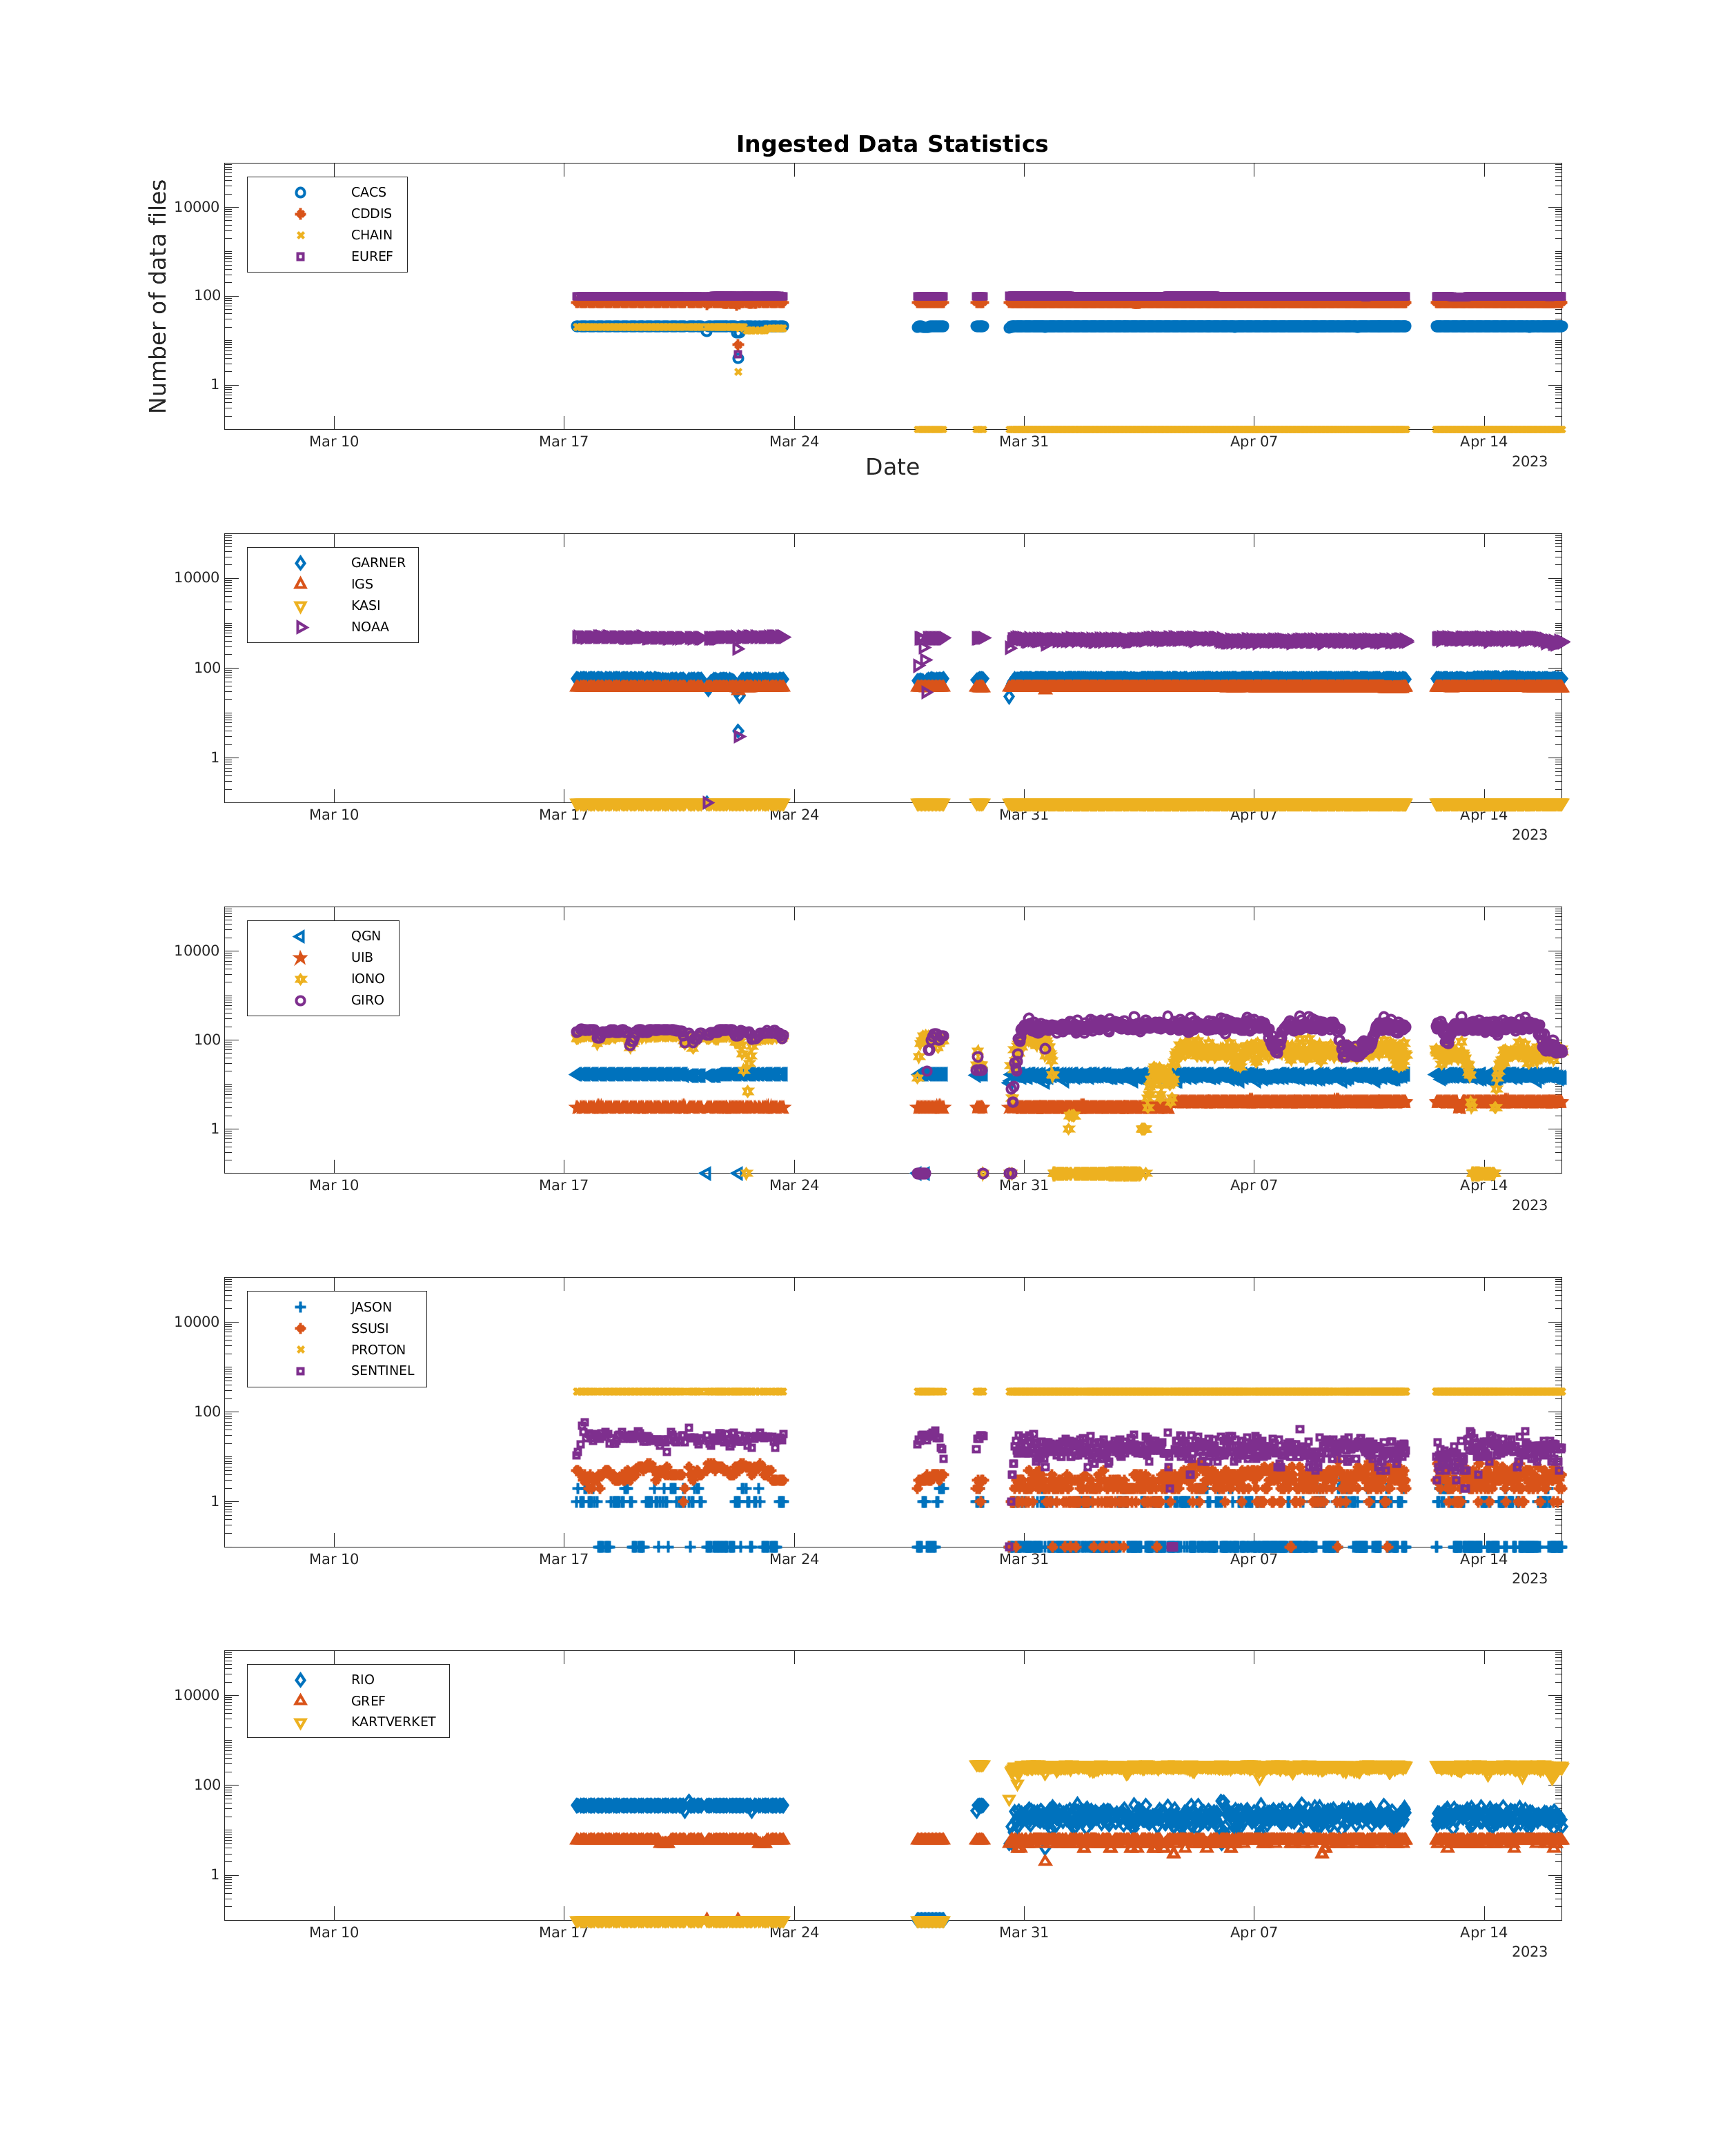 Ingested Data Statistics
Number of data files
CACS
CDDIS
CHAIN
EUREF
10000
100
1
Mar 10 Mar 17 Mar 24 Mar 31 Apr 07 Apr 14
2023
Date
GARNER
IGS
KASI
NOAA
10000
100
1
Mar 10 Mar 17 Mar 24 Mar 31 Apr 07 Apr 14
2023
QGN
UIB
IONO
GIRO
10000
100
1
Mar 10 Mar 17 Mar 24 Mar 31 Apr 07 Apr 14
2023
JASON
SSUSI
PROTON
SENTINEL
10000
100
1
Mar 10 Mar 17 Mar 24 Mar 31 Apr 07 Apr 14
2023
RIO
GREF
KARTVERKET
10000
100
1
Mar 10 Mar 17 Mar 24 Mar 31 Apr 07 Apr 14
2023